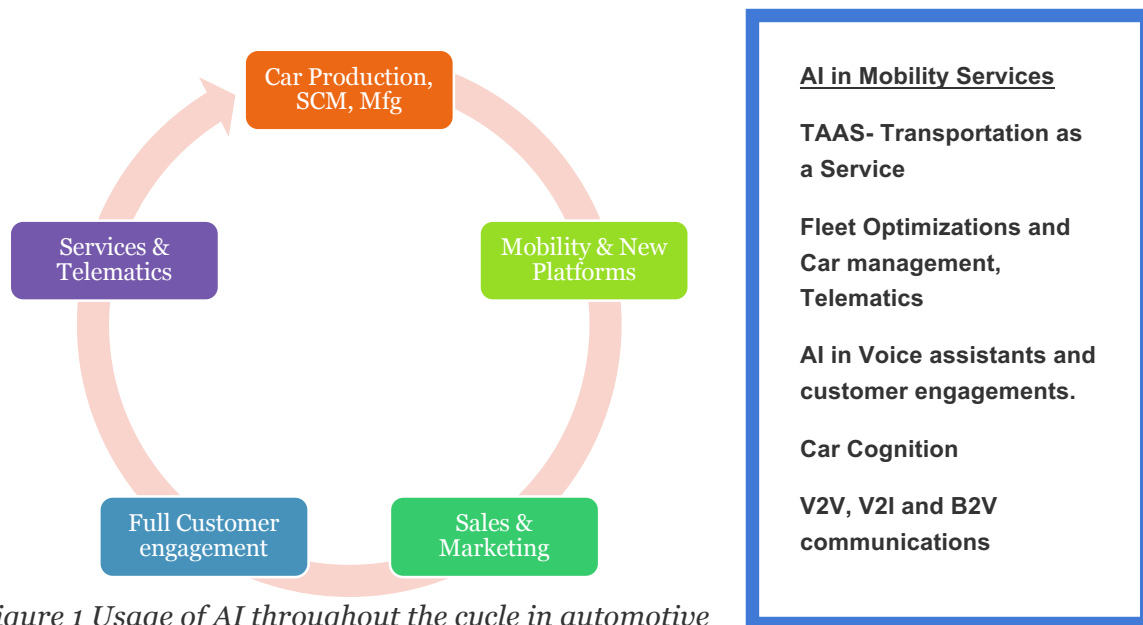 Car Production,
SCM, Mfg
Mobility & New
Platforms
Sales &
Marketing
Full Customer
engagement
Services &
Telematics
igure 1 Usage of AI throughout the cycle in automotive
AI in Mobility Services
TAAS- Transportation as
a Service
Fleet Optimizations and
Car management,
Telematics
AI in Voice assistants and
customer engagements.
Car Cognition
V2V, V2I and B2V
communications